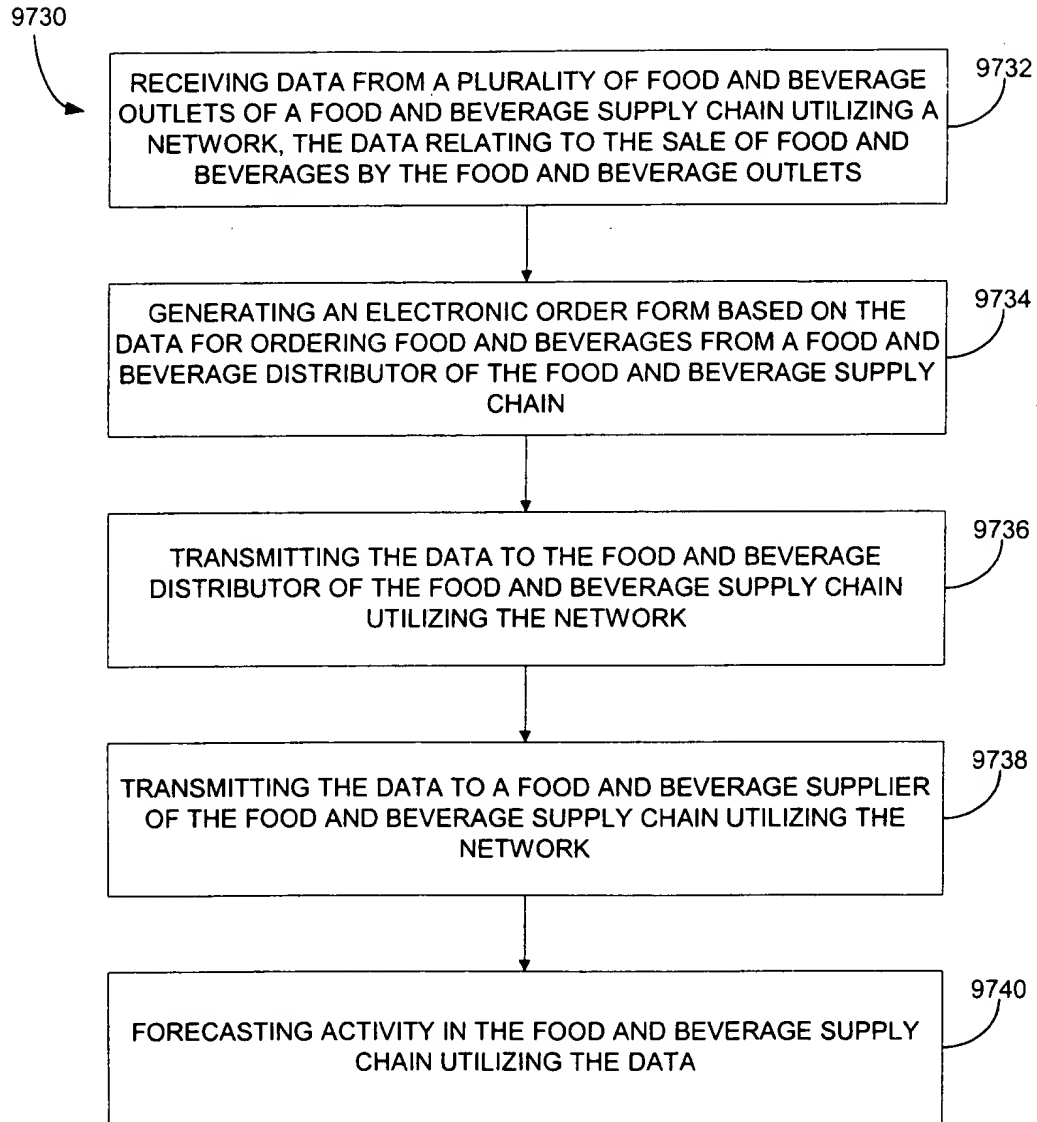 9730
RECEIVING DATA FROM A PLURALITY OF FOOD AND BEVERAGE
OUTLETS OF A FOOD AND BEVERAGE SUPPLY CHAIN UTILIZING A
NETWORK, THE DATA RELATING TO THE SALE OF FOOD AND
BEVERAGES BY THE FOOD AND BEVERAGE OUTLETS
9732
GENERATING AN ELECTRONIC ORDER FORM BASED ON THE
DATA FOR ORDERING FOOD AND BEVERAGES FROM A FOOD AND
BEVERAGE DISTRIBUTOR OF THE FOOD AND BEVERAGE SUPPLY
CHAIN
9734
TRANSMITTING THE DATA TO THE FOOD AND BEVERAGE
DISTRIBUTOR OF THE FOOD AND BEVERAGE SUPPLY CHAIN
UTILIZING THE NETWORK
9736
TRANSMITTING THE DATA TO A FOOD AND BEVERAGE SUPPLIER
OF THE FOOD AND BEVERAGE SUPPLY CHAIN UTILIZING THE
NETWORK
9738
FORECASTING ACTIVITY IN THE FOOD AND BEVERAGE SUPPLY
CHAIN UTILIZING THE DATA
9740